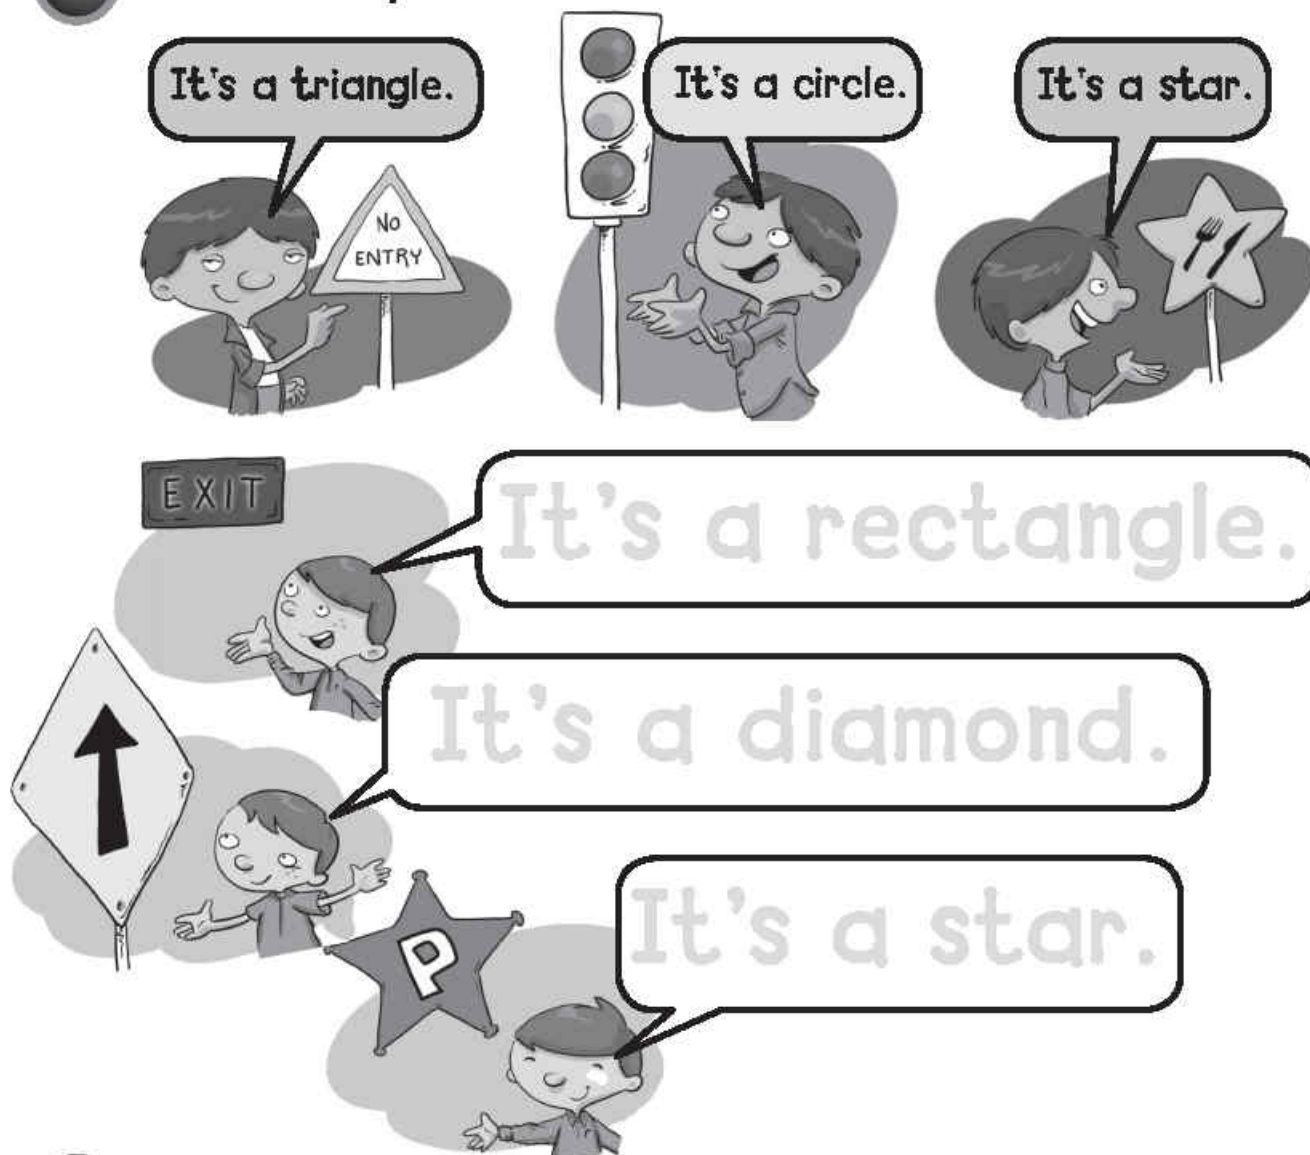 It's a triangle.
It's a circle.
It's a star.
NO
ENTRY
EXIT
It's a rectangle.
It's a diamond.
P
It's a star.